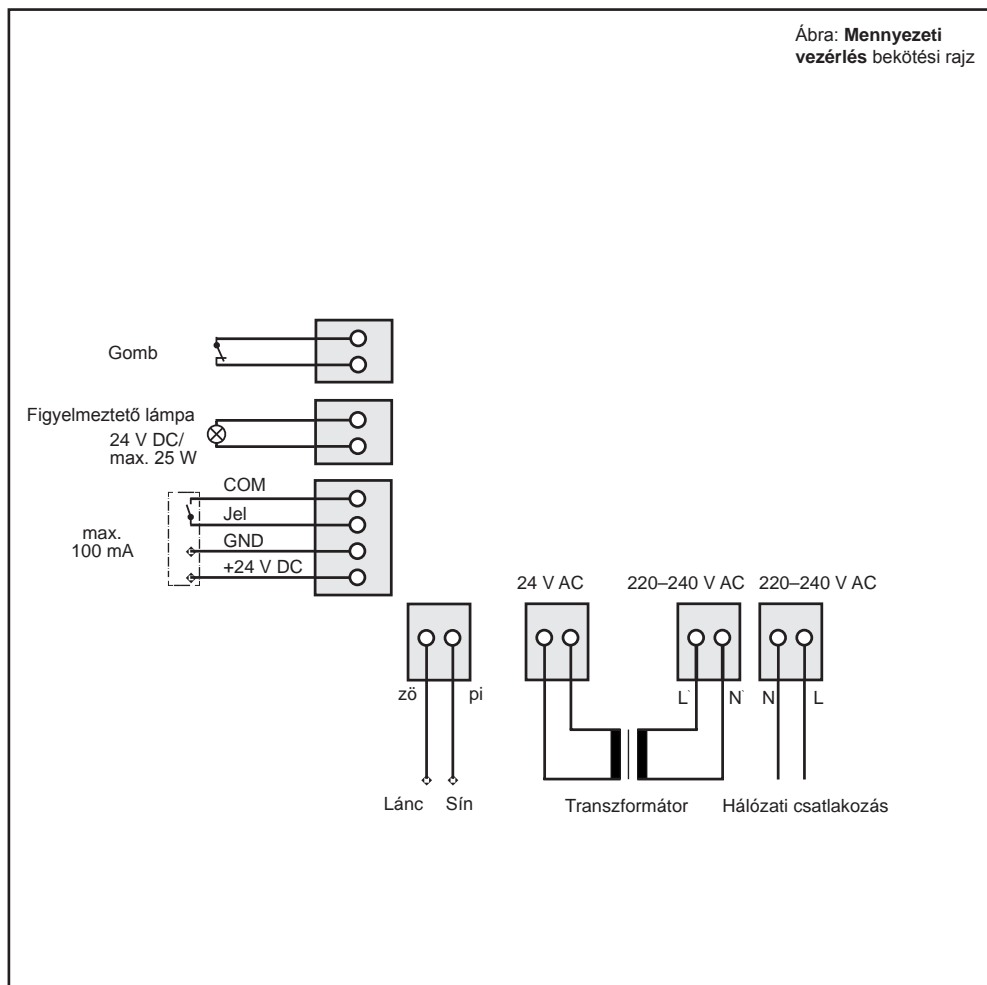 Ábra: Mennyezeti
vezérlés bekötési rajz
Gomb
Figyelmeztető lámpa
24 V DC/
max. 25 W
COM
Jel
GND
+24 V DC
max.
100 mA
24 V AC
220–240 V AC
220–240 V AC
zö
pi
L'
N'
N
L
Lánc
Sín
Transzformátor
Hálózati csatlakozás